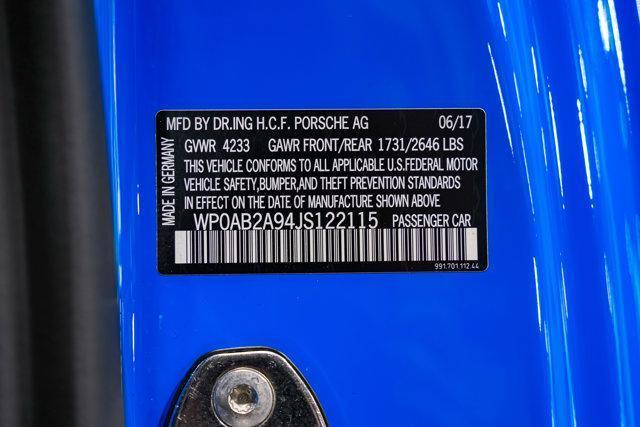 MFD BY DR.ING H.C.F. PORSCHE AG 06/17
GVWR 4233 GAWR FRONT/REAR 1731/2646 LBS
THIS VEHICLE CONFORMS TO ALL APPLICABLE U.S.FEDERAL MOTOR
VEHICLE SAFETY,BUMPER,AND THEFT PREVENTION STANDARDS
IN EFFECT ON THE DATE OF MANUFACTURE SHOWN ABOVE
WP0AB2A94JS122115 PASSENGER CAR
991.701.112.44
MADE IN GERMANY